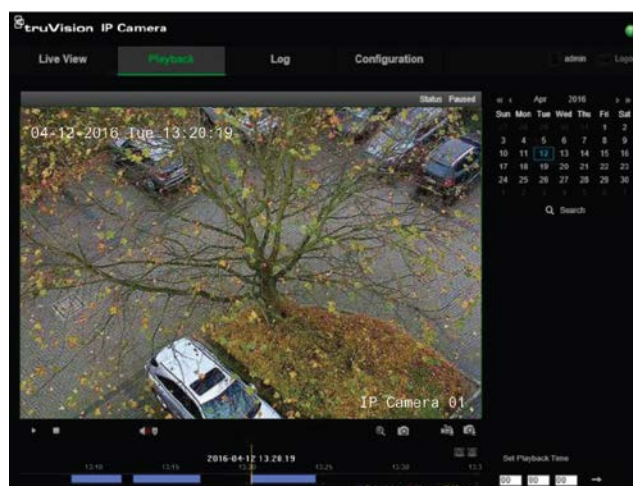 truVision IP Camera
Live View Playback Log Configuration admin Logo
Status Paused
Apr 2016
Sun Mon Tue Wed Thu Fri Sat
04-12-2016 Tue 13:20:19
1 2
3 4 5 6 7 8 9
10 11 12 13 14 15 16
17 18 19 20 21 22 23
24 25 26 27 28 29 30
Search
IP Camera 01
2016-04-12 13:20:19
Set Playback Time
13:10 13:15 13:20 13:25 13:30 13:3
00 00 00